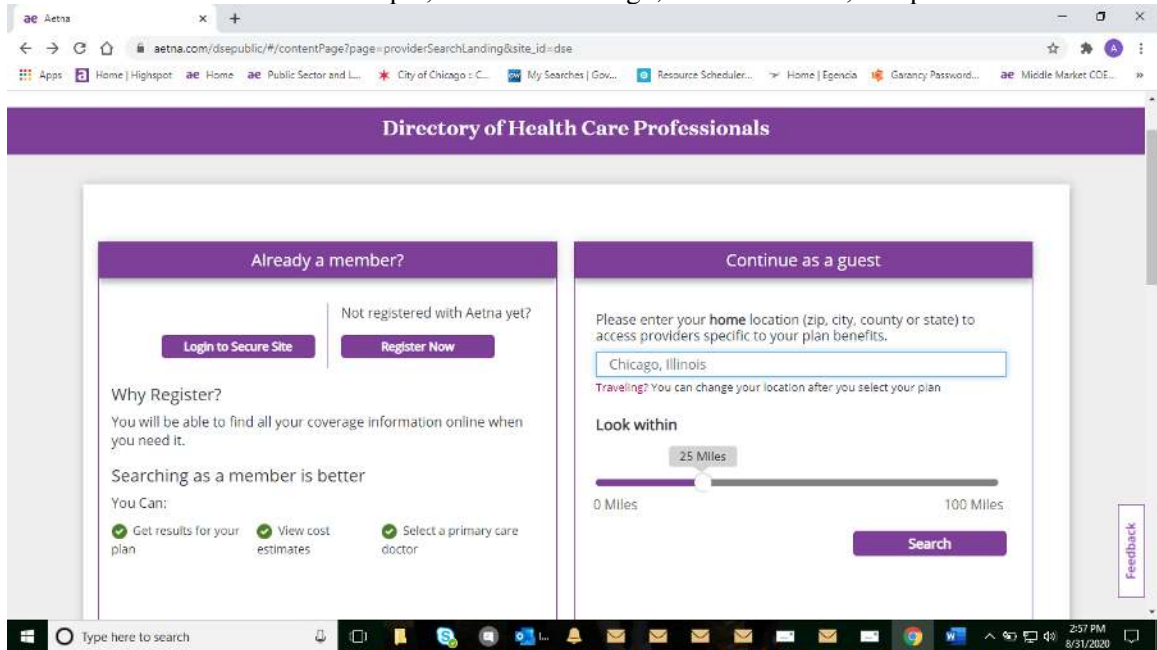 ae Aetna
aetna.com/dsepublic/#/contentPage?page=providerSearchLanding&site_id=dse
Apps Home | Highspot ae Home ae Public Sector and L... City of Chicago :: C... My Searches | Gov... Resource Scheduler... Home | Egencia Garancy Password... ae Middle Market COE...
Directory of Health Care Professionals
Already a member?
Not registered with Aetna yet?
Login to Secure Site
Register Now
Why Register?
You will be able to find all your coverage information online when
you need it.
Searching as a member is better
You Can:
Get results for your
plan
View cost
estimates
Select a primary care
doctor
Continue as a guest
Please enter your home location (zip, city, county or state) to
access providers specific to your plan benefits.
Chicago, Illinois
Traveling? You can change your location after you select your plan
Look within
25 Miles
0 Miles 100 Miles
Search
Feedback
Type here to search
2:57 PM
8/31/2020